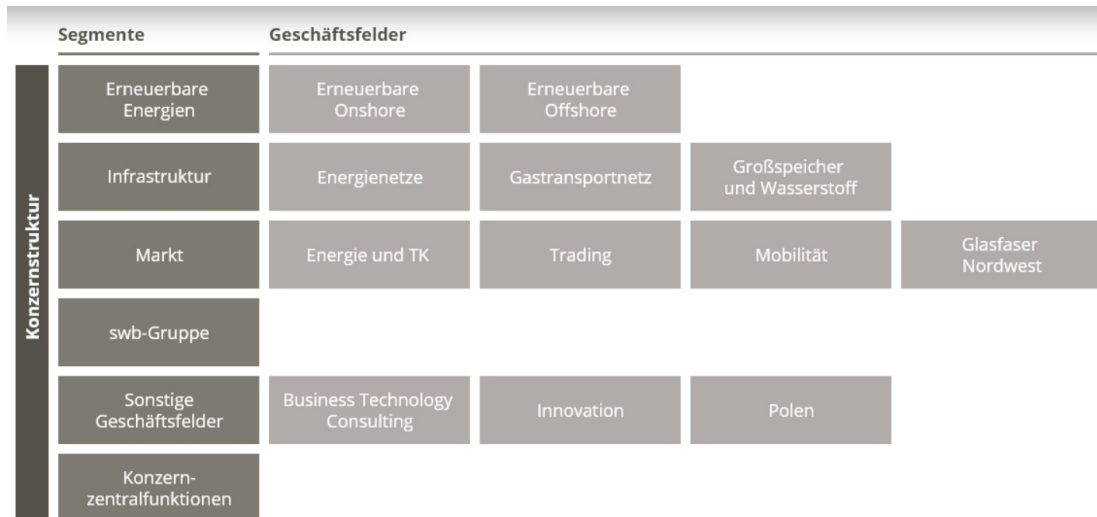 Segmente
Geschäftsfelder
Konzernstruktur
Erneuerbare
Energien
Erneuerbare
Onshore
Erneuerbare
Offshore
Infrastruktur
Energienetze
Gastransportnetz
Großspeicher
und Wasserstoff
Markt
Energie und TK
Trading
Mobilität
Glasfaser
Nordwest
swb-Gruppe
Sonstige
Geschäftsfelder
Business Technology
Consulting
Innovation
Polen
Konzern-
zentralfunktionen